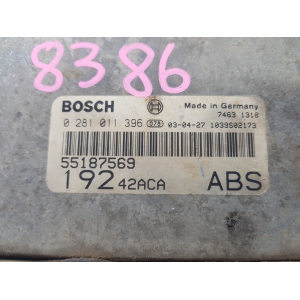 8386
BOSCH Made in Germany
7463 1318
0 281 011 396 078 03-04-27 1039S02173
55187569
192 42ACA ABS